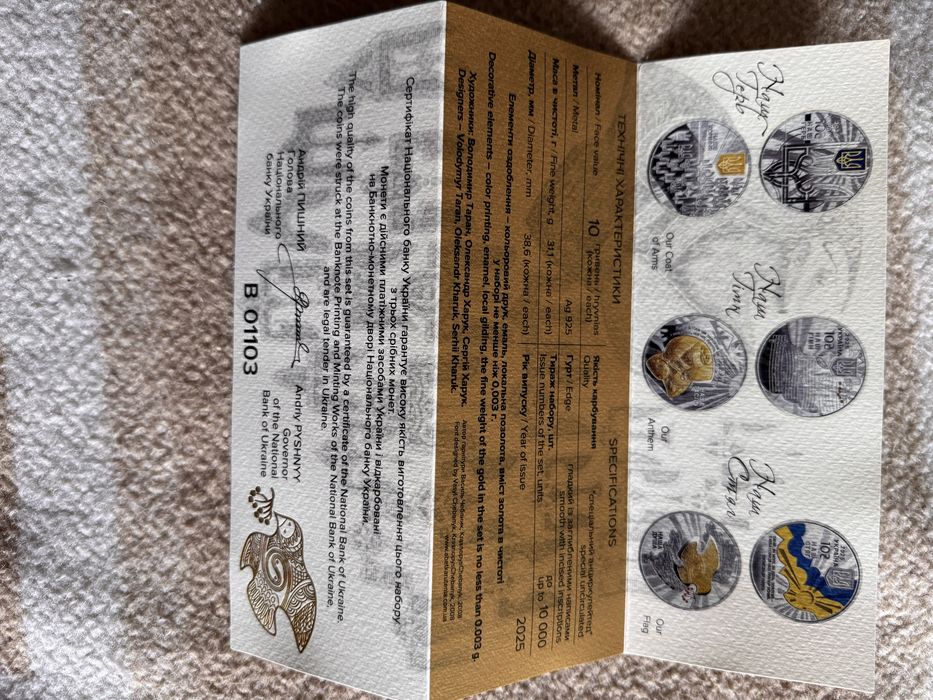 Наш
Герб
Our Coat
of Arms
Наш
Гімн
Our
Anthem
Наш
Our
Flag
ТЕХНІЧНІ ХАРАКТЕРИСТИКИ
SPECIFICATIONS
Номінал / Face value
10 гривень / hryvnias
(кожна / each)
Метал / Metal
Ag 925
Маса в чистоті, г / Fine weight, g
31,1 (кожна / each)
Діаметр, мм / Diameter, mm
38,6 (кожна / each)
Якість карбування
Quality
"спеціальний анциркулейтед"
special uncirculated
Гурт / Edge
гладкий із заглибленими написами
smooth with incised inscriptions
Тираж набору, шт.
Issue numbers of the set, units
до
up to 10 000
Рік випуску / Year of issue
2025
Елементи оздоблення – кольоровий друк, емаль, локальна позолота, вміст золота в чистоті
у наборі не менше ніж 0,003 г.
Decorative elements – color printing, enamel, local gilding, the fine weight of the gold in the set is no less than 0.003 g.
Художники: Володимир Таран, Олександр Харук, Сергій Харук.
Designers – Volodymyr Taran, Oleksandr Kharuk, Serhii Kharuk.
Сертифікат Національного банку України гарантує високу якість виготовлення цього набору
з трьох срібних монет.
Монети є дійсними платіжними засобами України і відкарбовані
на Банкнотно-монетному дворі Національного банку України.
The high quality of the coins from this set is guaranteed by a certificate of the National Bank of Ukraine.
The coins were struck at the Banknote Printing and Minting Works of the National Bank of Ukraine,
and are legal tender in Ukraine.
Андрій ПИШНИЙ
Голова
Національного
банку України
Andriy PYSHNYY
Governor
of the National
Bank of Ukraine
В 01103